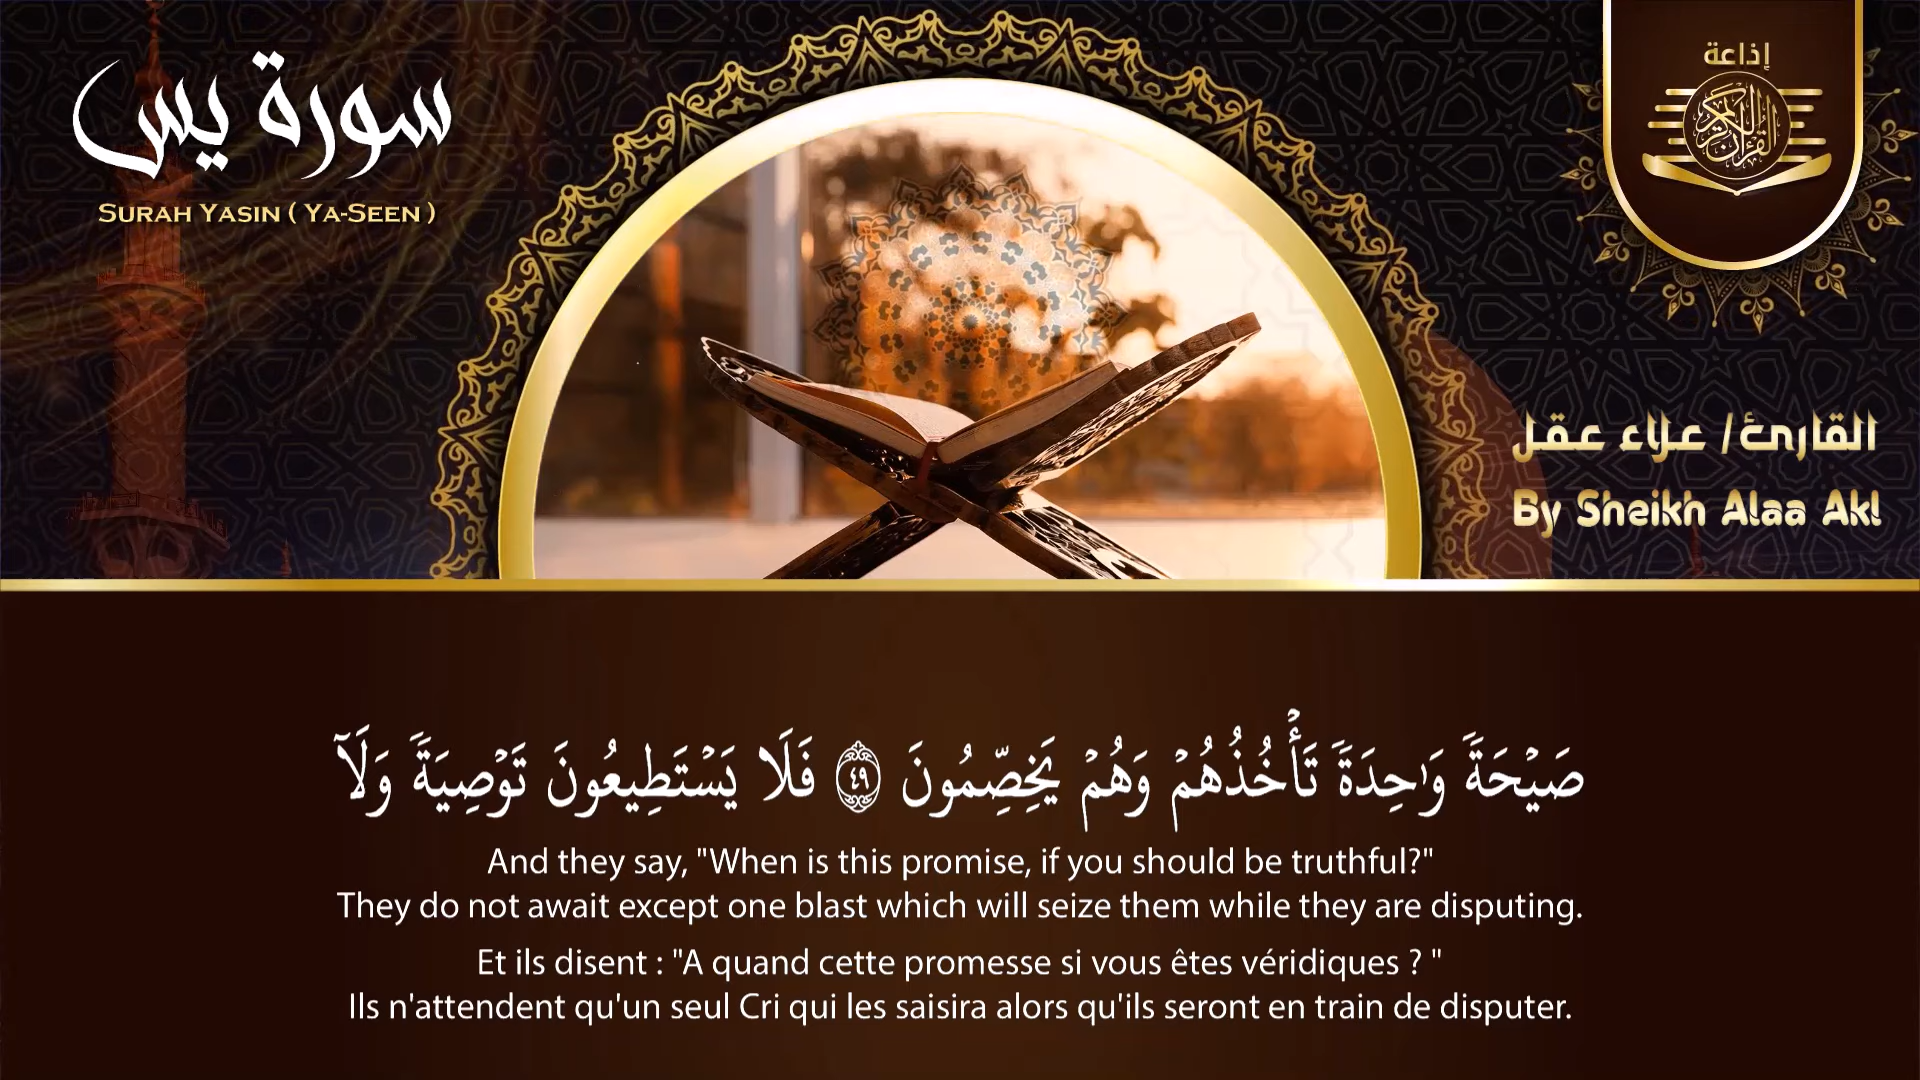 سورة يس
SURAH YASIN ( YA-SEEN )
إذاعة
القرآن الكريم
القارئ/ علاء عقل
By Sheikh Alaa Akl
صَيْحَةً وَٰحِدَةً تَأْخُذُهُمْ وَهُمْ يَخِصِّمُونَ ٤٩ فَلَا يَسْتَطِيعُونَ تَوْصِيَةً وَلَآ
And they say, "When is this promise, if you should be truthful?"
They do not await except one blast which will seize them while they are disputing.
Et ils disent : "A quand cette promesse si vous êtes véridiques ? "
Ils n'attendent qu'un seul Cri qui les saisira alors qu'ils seront en train de disputer.